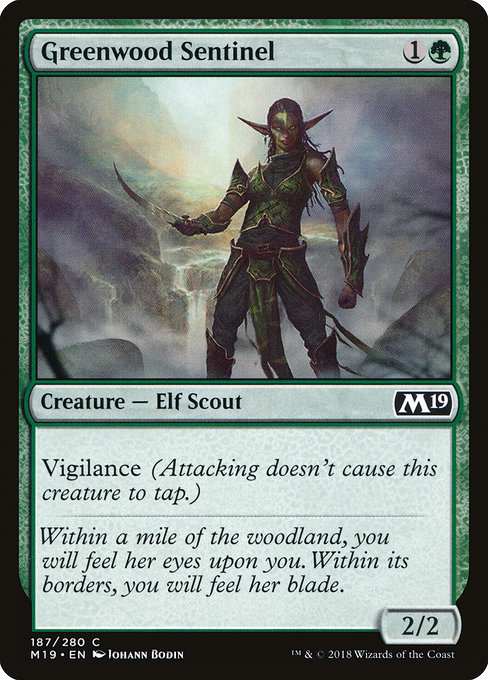 Greenwood Sentinel 1
Creature — Elf Scout M19
Vigilance (Attacking doesn't cause this
creature to tap.)
Within a mile of the woodland, you
will feel her eyes upon you. Within its
borders, you will feel her blade.
2/2
187/280 C
M19 • EN Johann Bodin ™ & © 2018 Wizards of the Coast